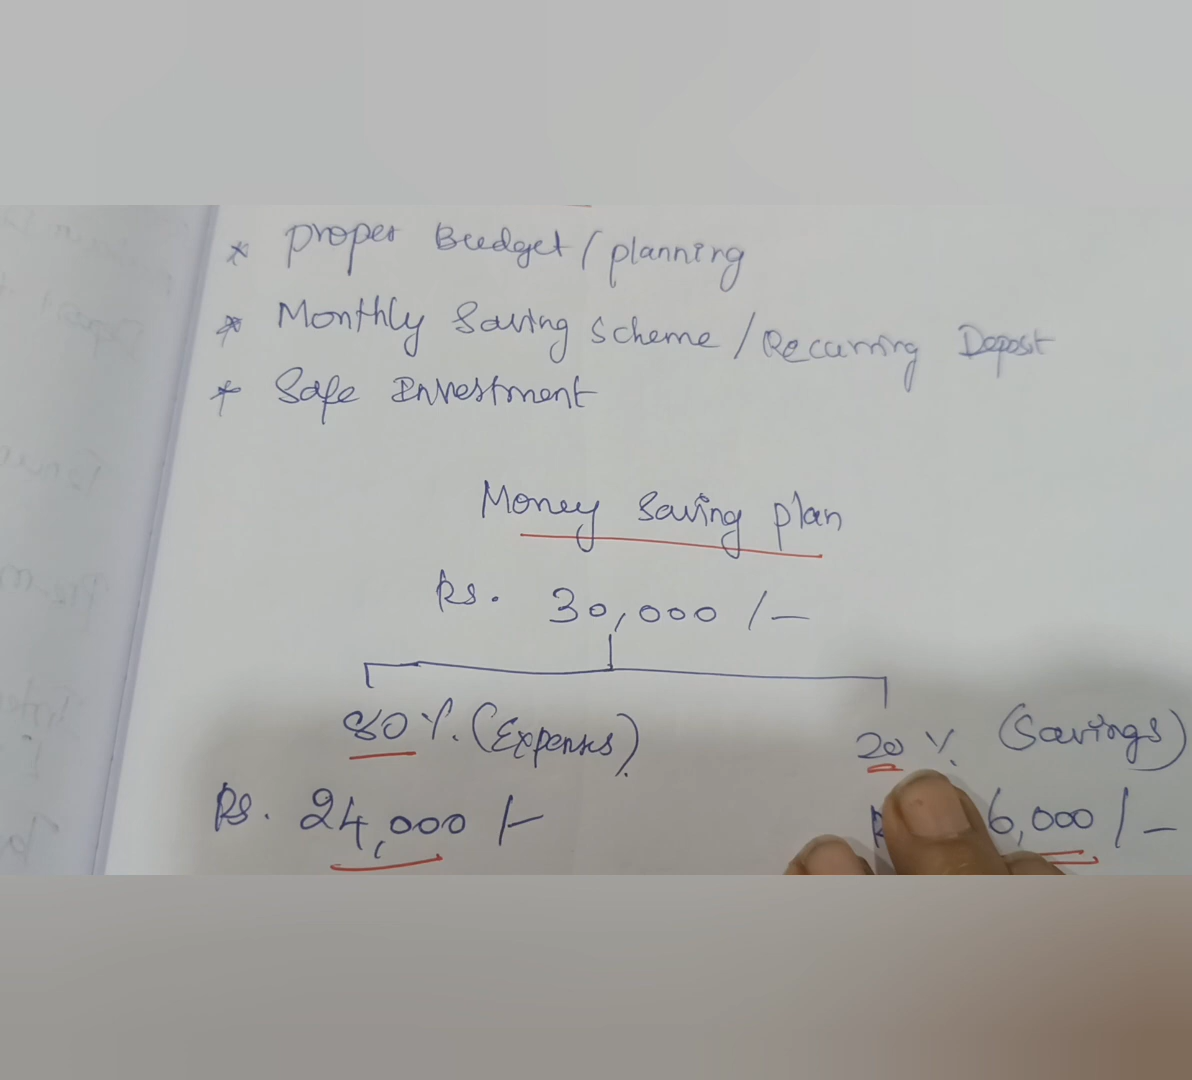 * Proper Budget / planning
* Monthly Saving Scheme / Recurring Deposit
* Safe Investment
Money Saving Plan
Rs. 30,000 /-
80 %. (Expenses) 20 %. (Savings)
Rs. 24,000 /- 6,000 /-